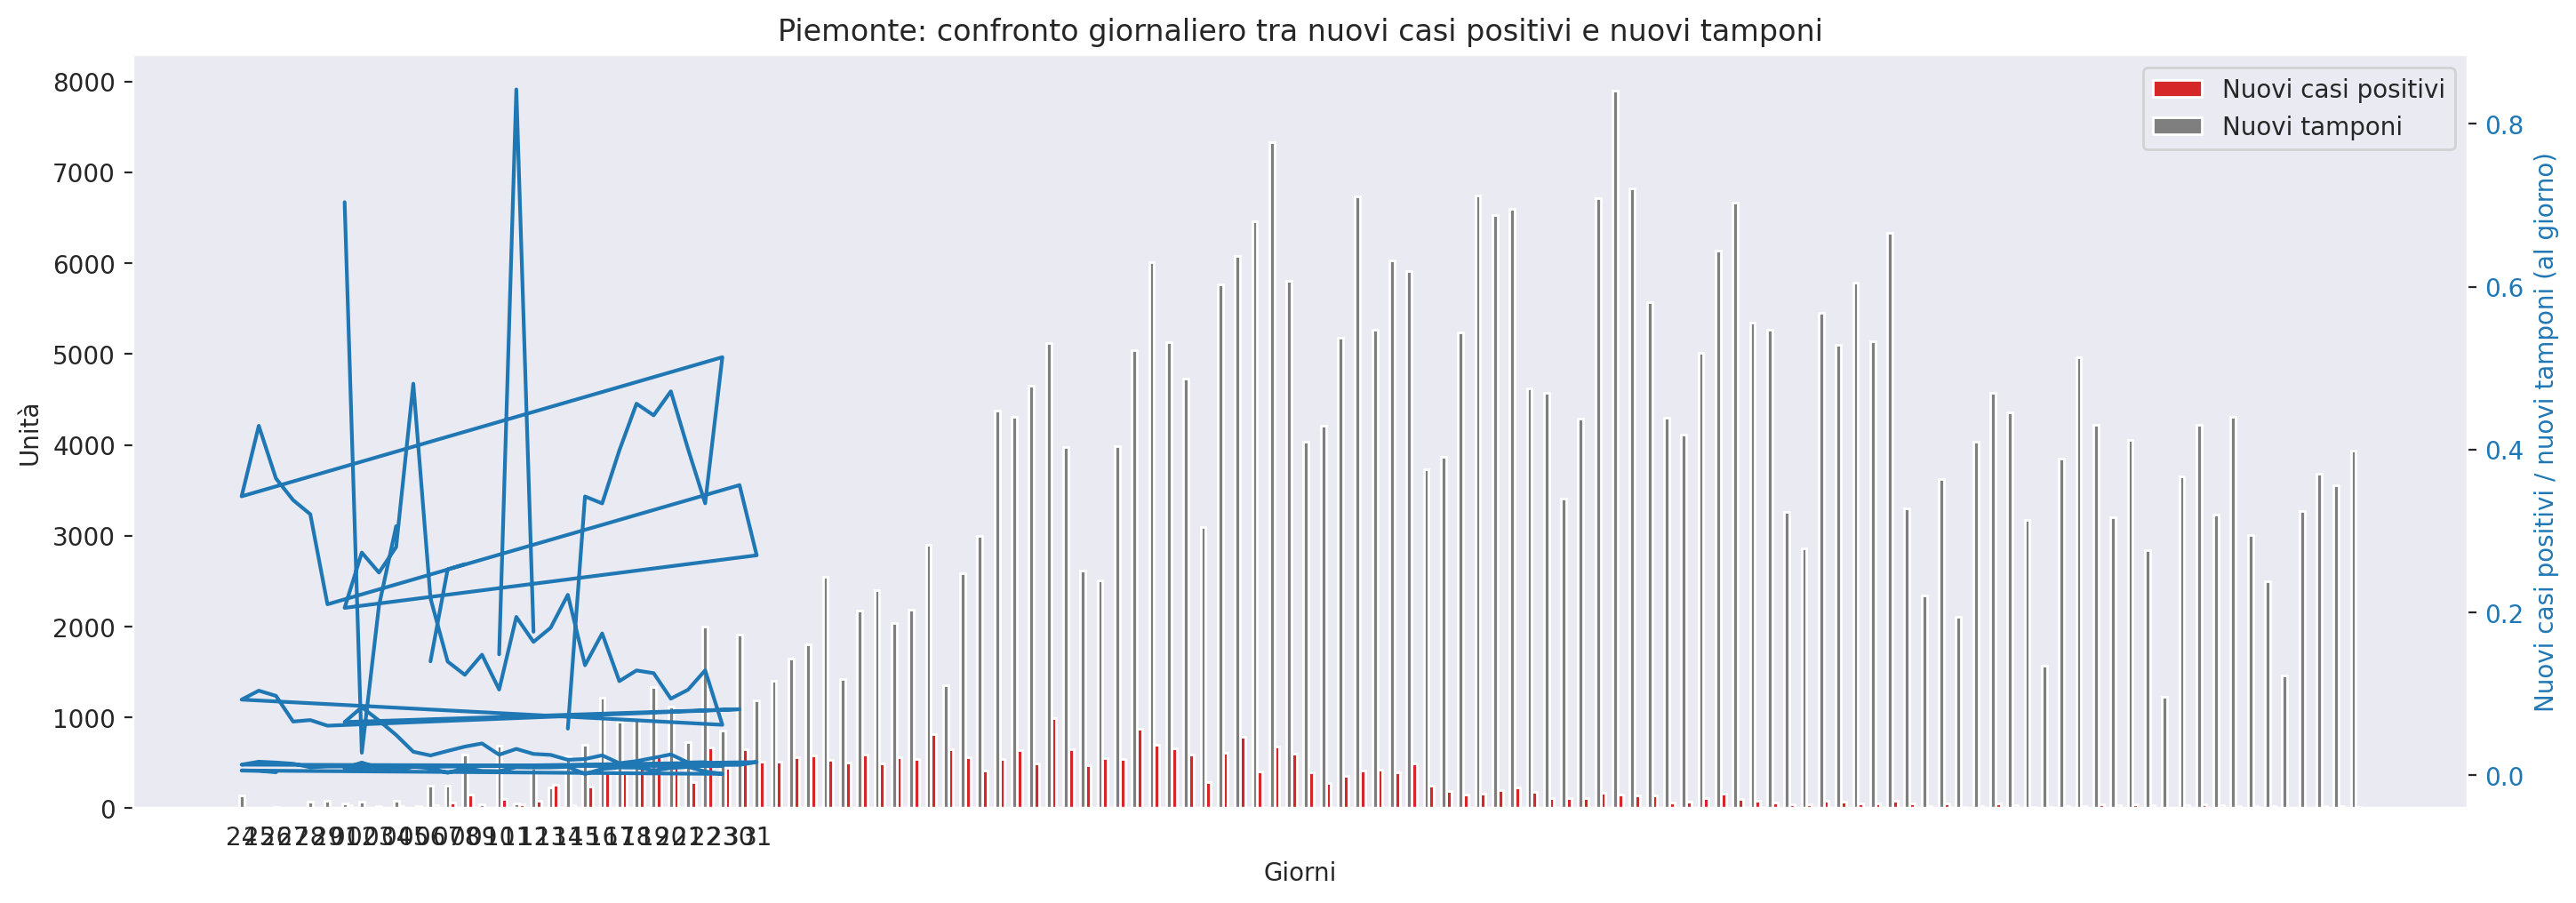 Piemonte: confronto giornaliero tra nuovi casi positivi e nuovi tamponi
Nuovi casi positivi
Nuovi tamponi
8000
7000
6000
5000
4000
3000
2000
1000
0
Unità
0.8
0.6
0.4
0.2
0.0
Nuovi casi positivi / nuovi tamponi (al giorno)
Giorni